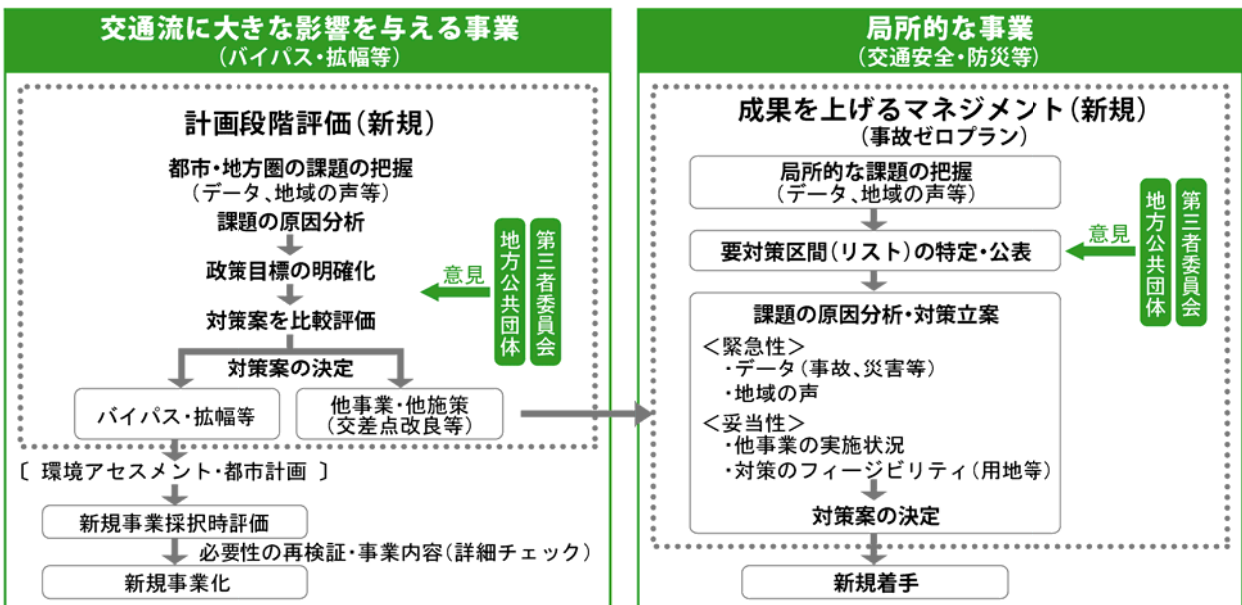 交通流に大きな影響を与える事業
(バイパス・拡幅等)
計画段階評価(新規)
都市・地方圏の課題の把握
(データ、地域の声等)
課題の原因分析
政策目標の明確化
対策案を比較評価
対策案の決定
意見
地方公共団体
第三者委員会
バイパス・拡幅等
他事業・他施策
(交差点改良等)
〔 環境アセスメント・都市計画 〕
新規事業採択時評価
必要性の再検証・事業内容(詳細チェック)
新規事業化
局所的な事業
(交通安全・防災等)
成果を上げるマネジメント(新規)
(事故ゼロプラン)
局所的な課題の把握
(データ、地域の声等)
要対策区間(リスト)の特定・公表
意見
地方公共団体
第三者委員会
課題の原因分析・対策立案
<緊急性>
・データ(事故、災害等)
・地域の声
<妥当性>
・他事業の実施状況
・対策のフィージビリティ(用地等)
対策案の決定
新規着手